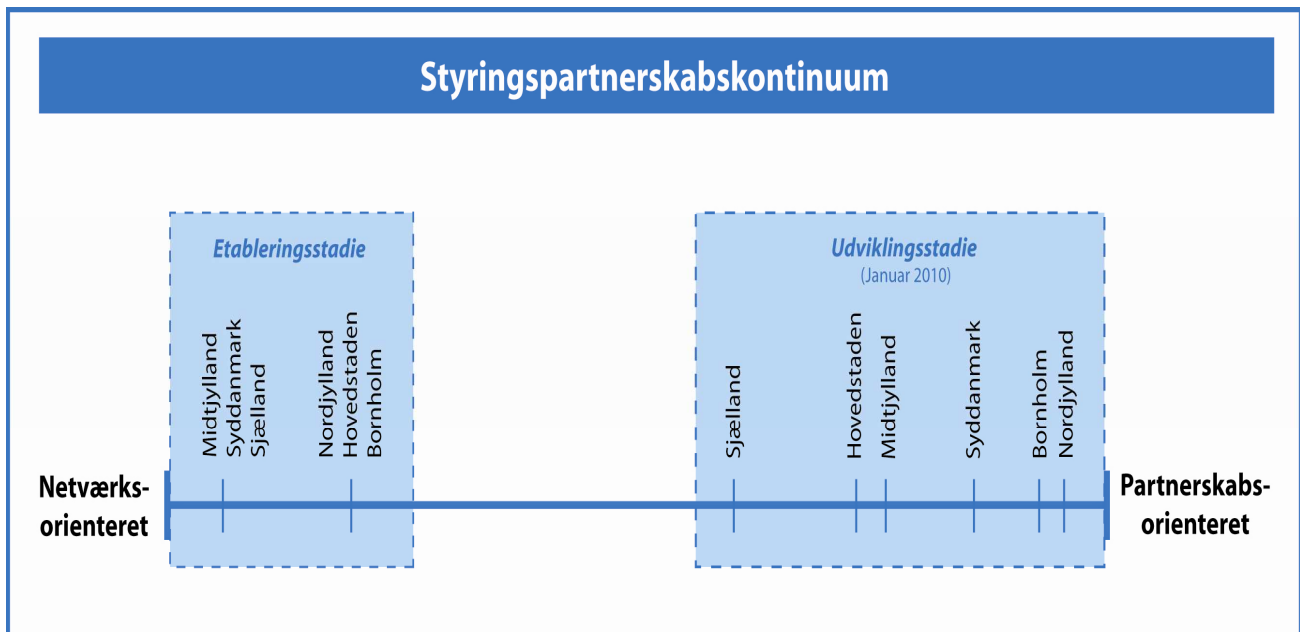 Styringspartnerskabskontinuum
Etableringsstadie
Udviklingsstadie
(Januar 2010)
Midtjylland
Syddanmark
Sjælland
Nordjylland
Hovedstaden
Bornholm
Sjælland
Hovedstaden
Midtjylland
Syddanmark
Bornholm
Nordjylland
Netværks-
orienteret
Partnerskabs-
orienteret